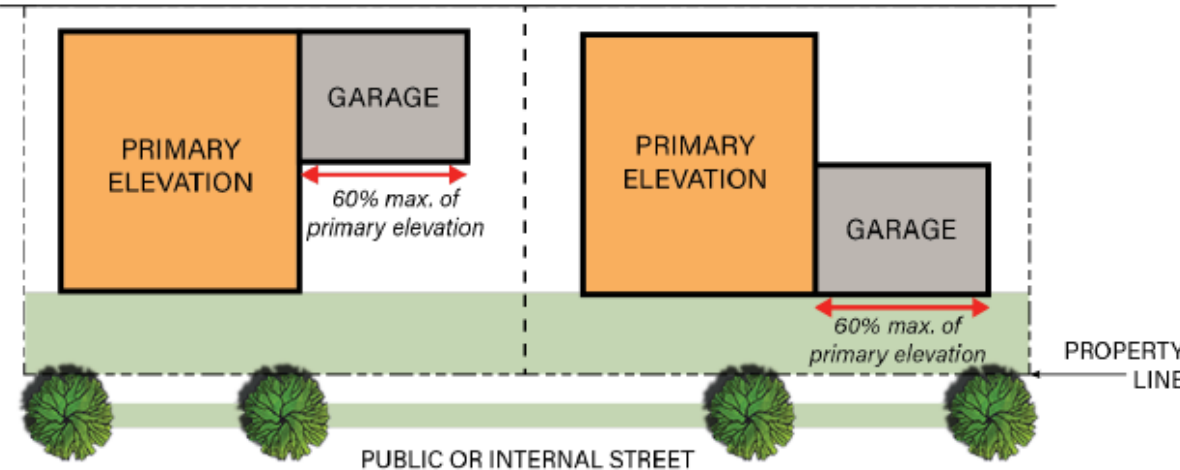 GARAGE
PRIMARY
ELEVATION
60% max. of
primary elevation
PRIMARY
ELEVATION
GARAGE
60% max. of
primary elevation
PROPERTY
LINE
PUBLIC OR INTERNAL STREET